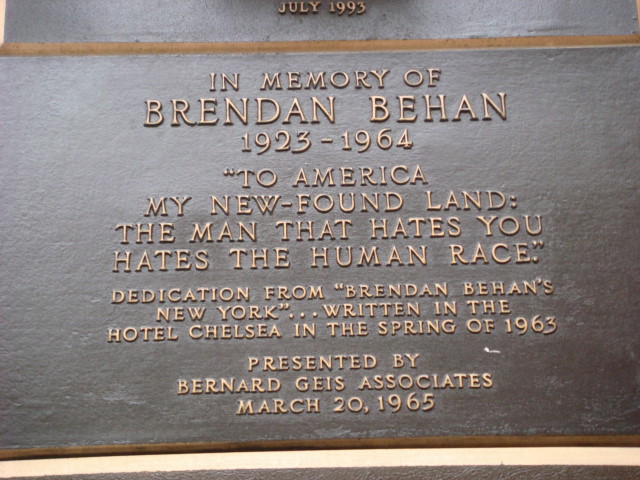 JULY 1993
IN MEMORY OF
BRENDAN BEHAN
1923-1964
"TO AMERICA
MY NEW-FOUND LAND:
THE MAN THAT HATES YOU
HATES THE HUMAN RACE."
DEDICATION FROM "BRENDAN BEHAN'S
NEW YORK"... WRITTEN IN THE
HOTEL CHELSEA IN THE SPRING OF 1963
PRESENTED BY
BERNARD GEIS ASSOCIATES
MARCH 20, 1965